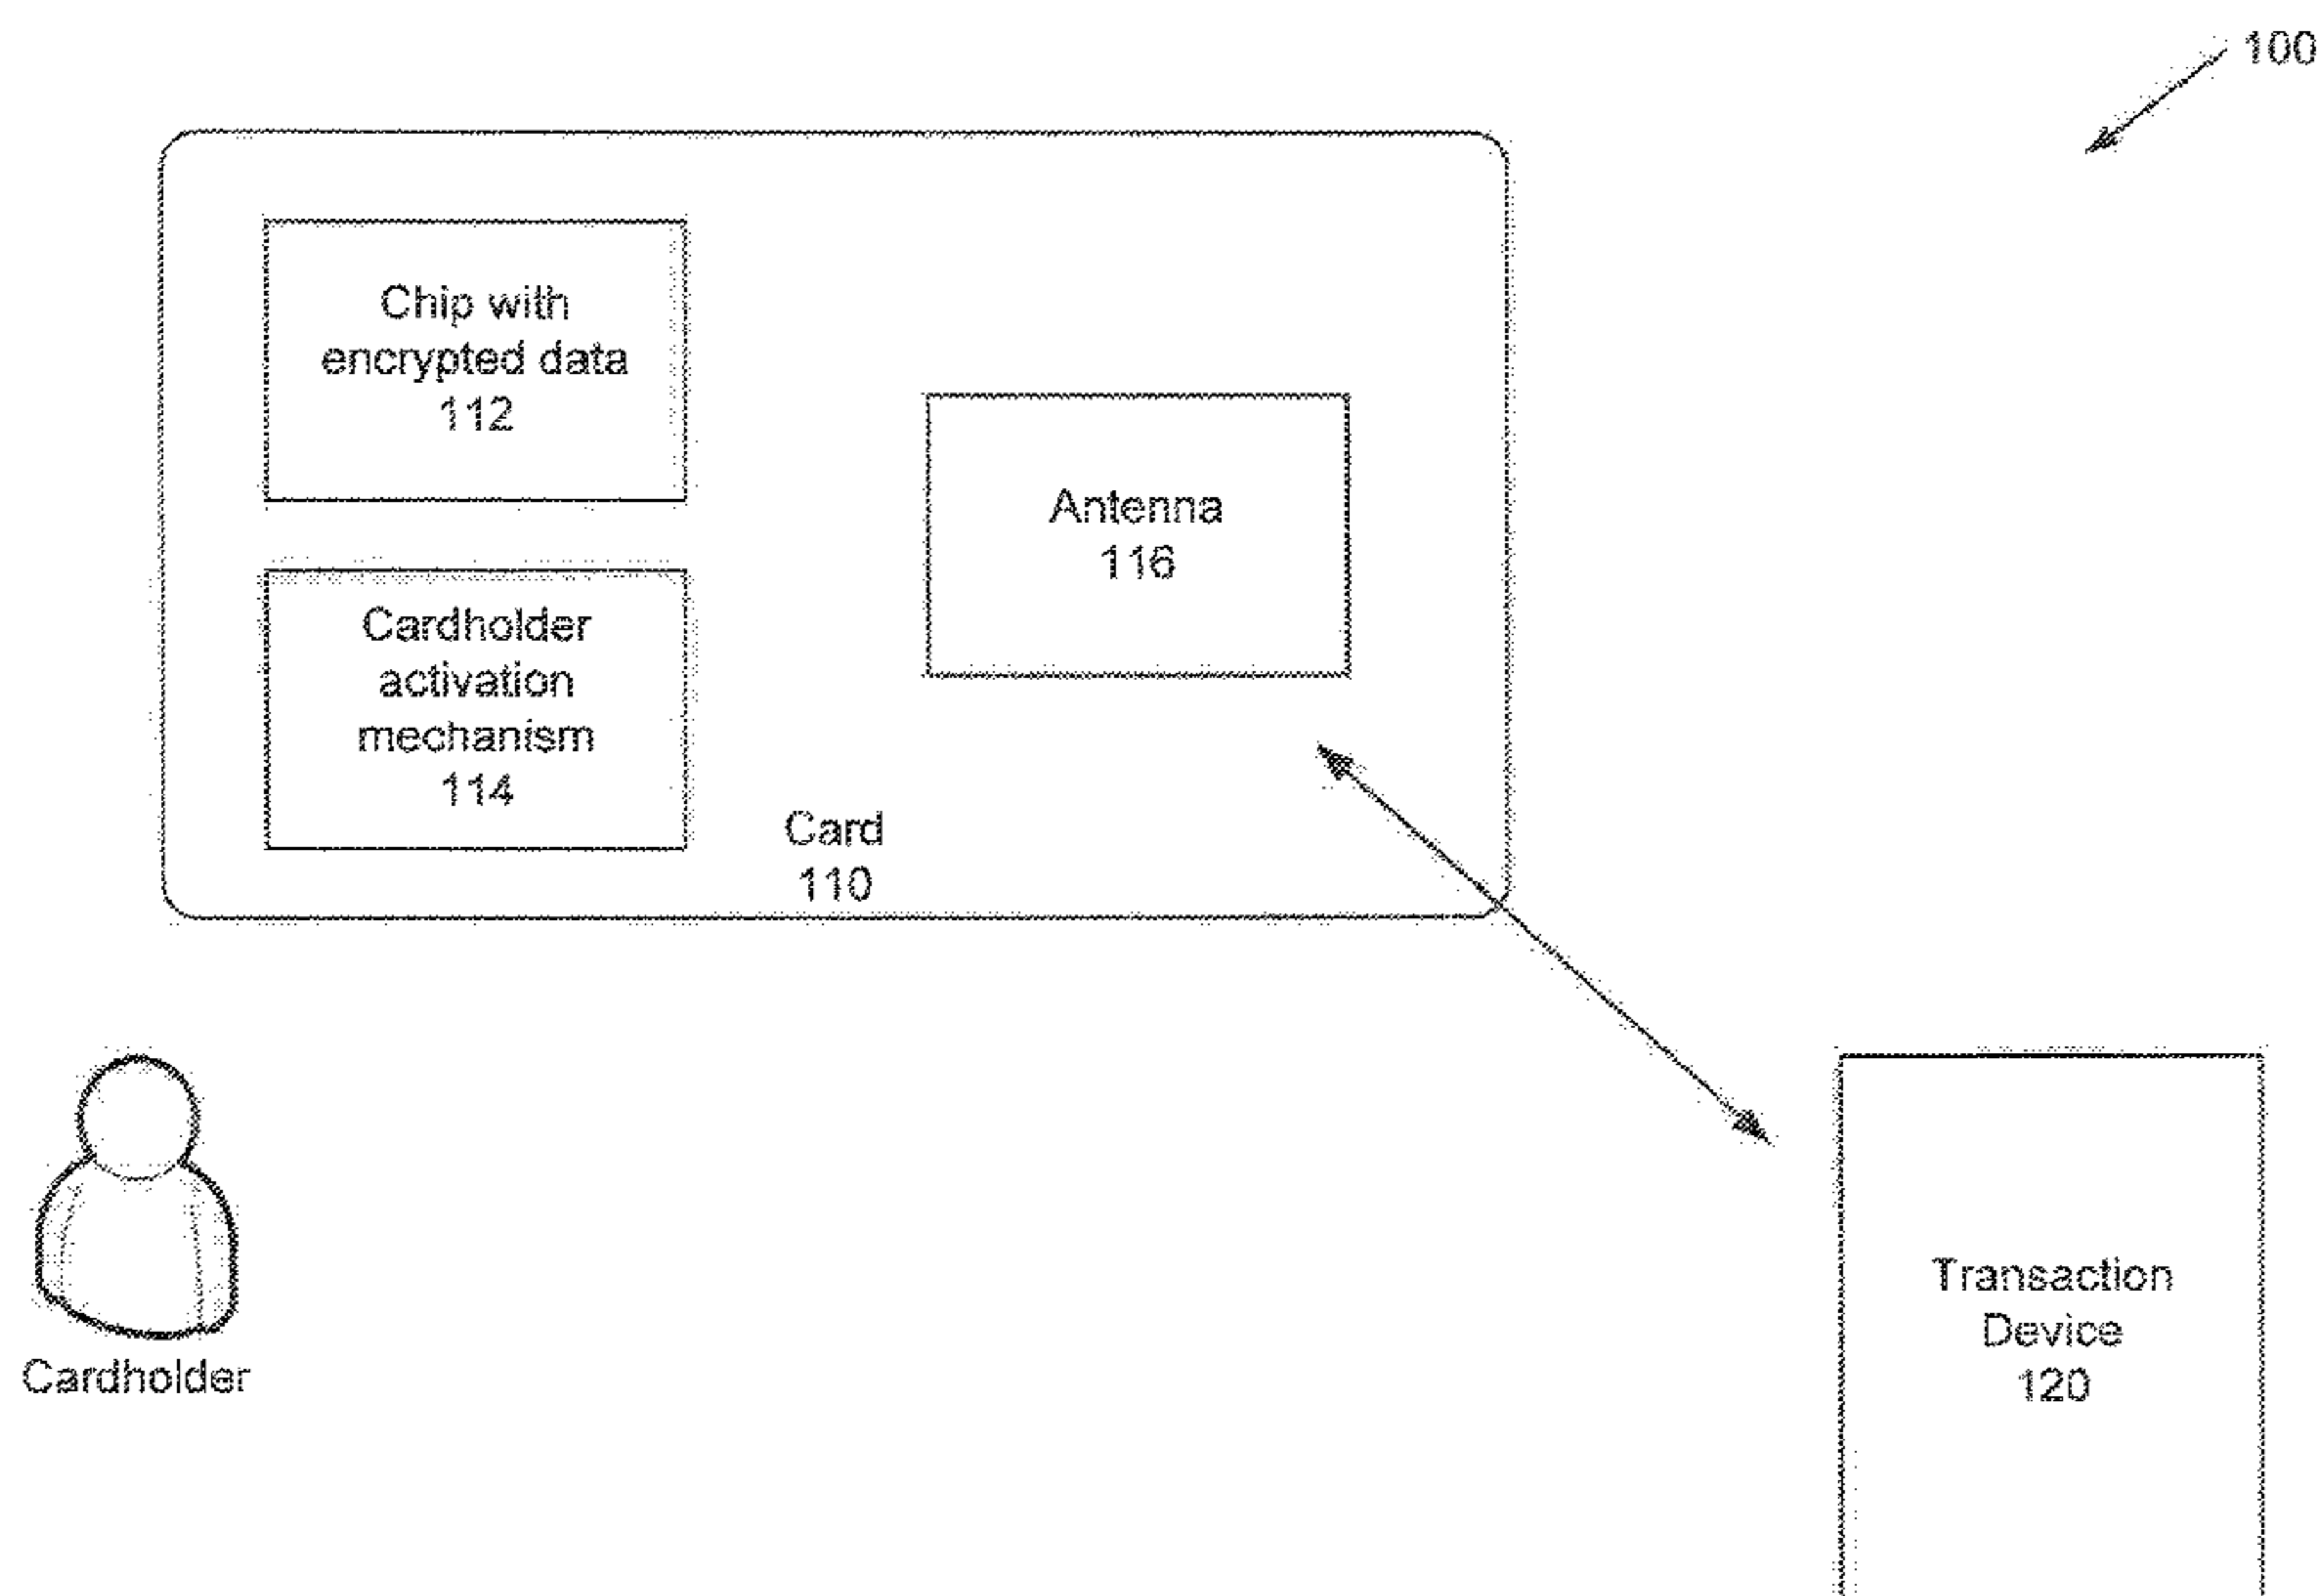 100
Chip with
encrypted data
112
Antenna
116
Cardholder
activation
mechanism
114
Card
110
Cardholder
Transaction
Device
120